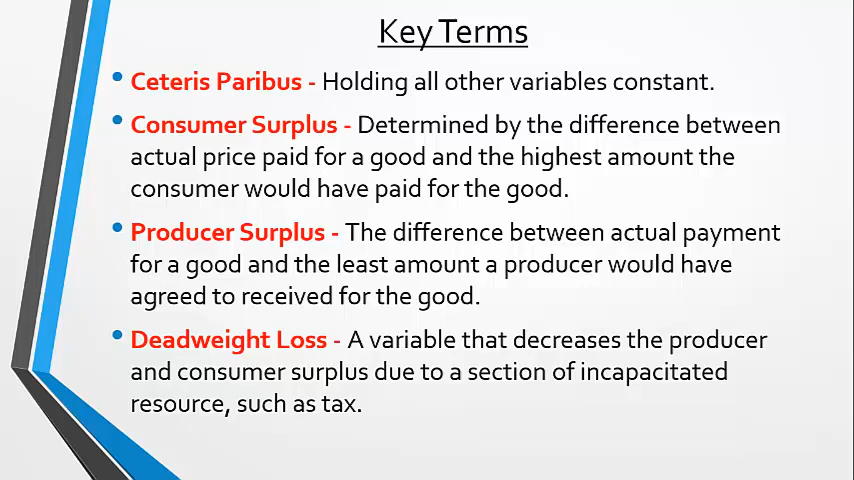 Key Terms
• Ceteris Paribus - Holding all other variables constant.
• Consumer Surplus - Determined by the difference between
actual price paid for a good and the highest amount the
consumer would have paid for the good.
• Producer Surplus - The difference between actual payment
for a good and the least amount a producer would have
agreed to received for the good.
• Deadweight Loss - A variable that decreases the producer
and consumer surplus due to a section of incapacitated
resource, such as tax.